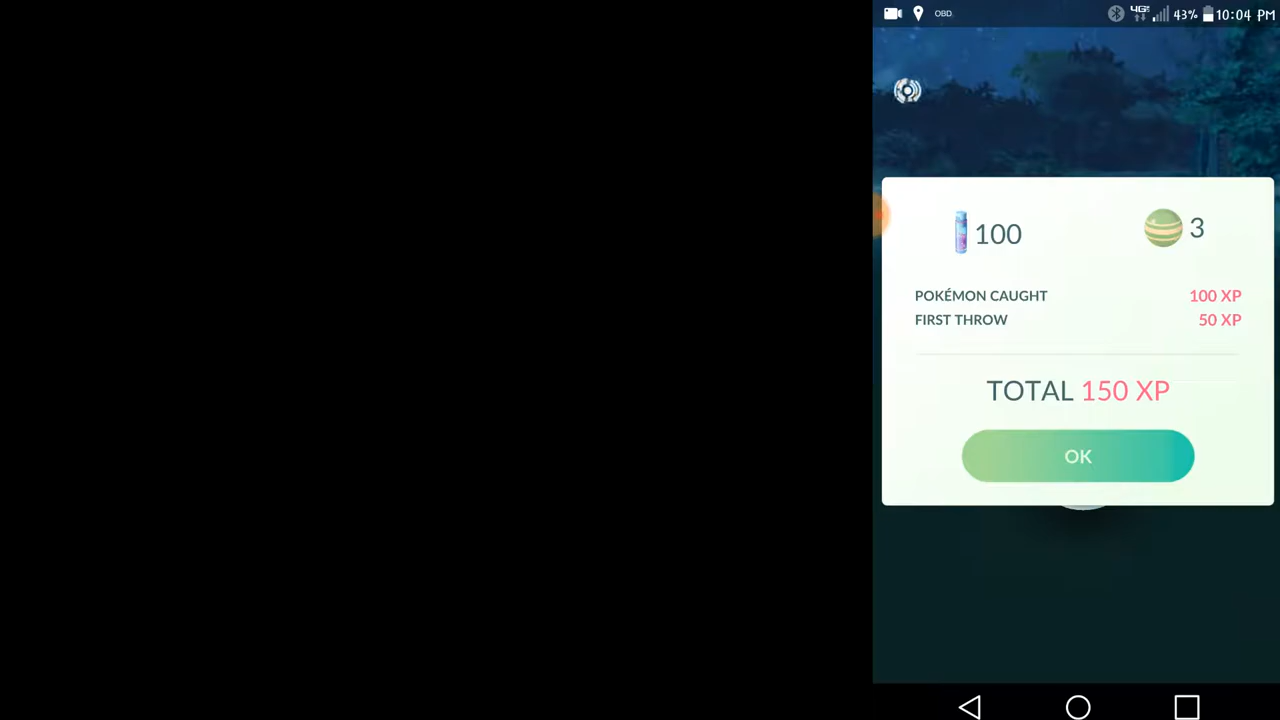 OBD 4G 43% 10:04 PM
100 3
POKÉMON CAUGHT 100 XP
FIRST THROW 50 XP
TOTAL 150 XP
OK